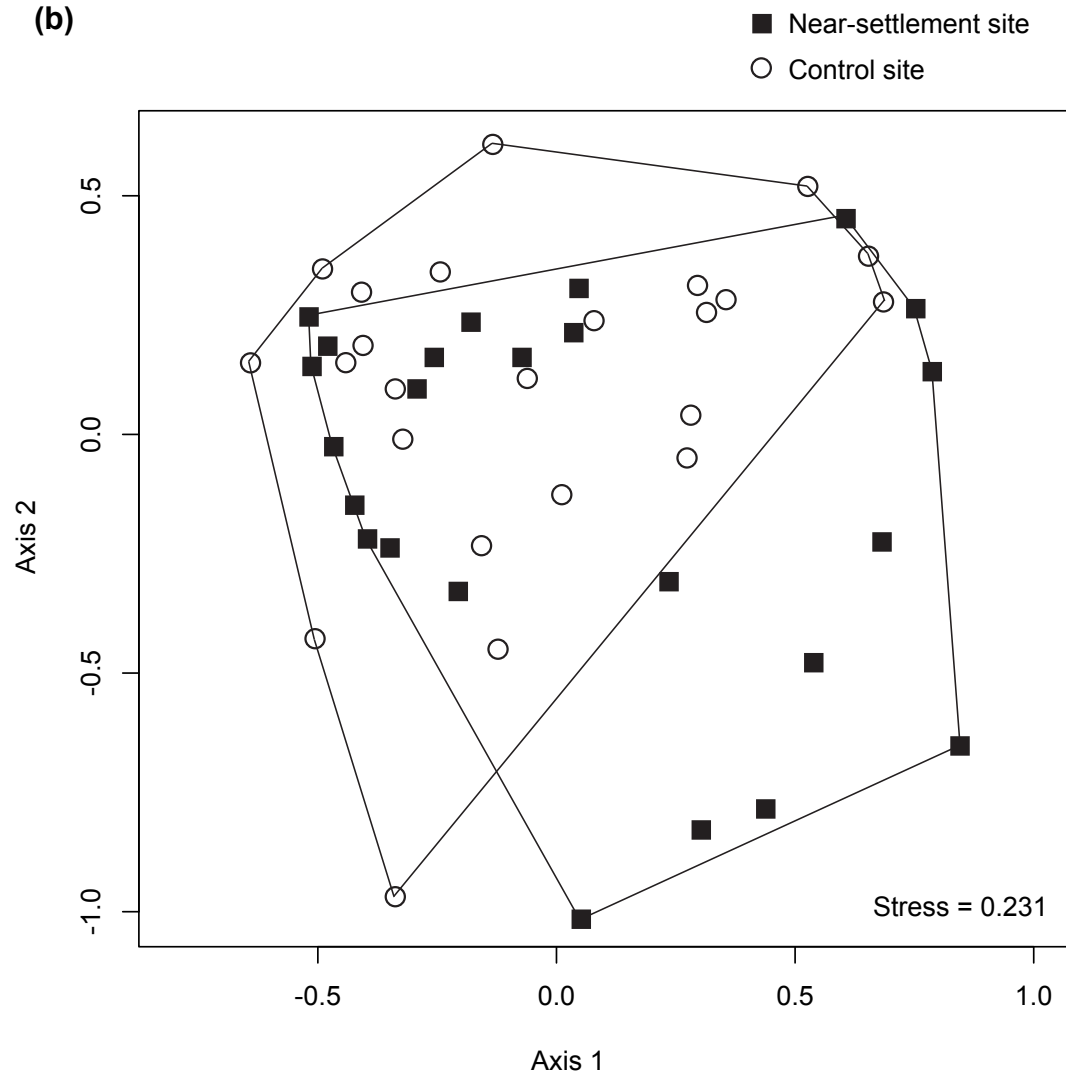 (b)
Near-settlement site
Control site
Axis 2
0.5
0.0
-0.5
-1.0
Stress = 0.231
-0.5
0.0
0.5
1.0
Axis 1